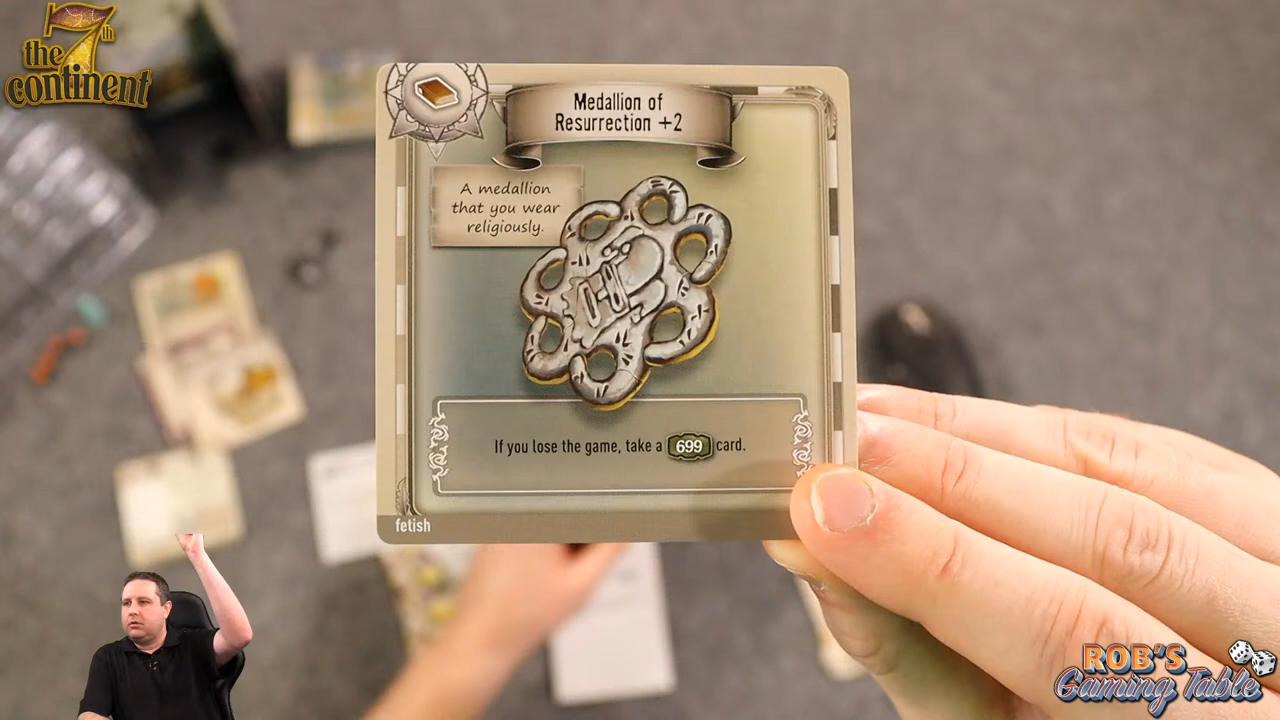 the 7th
continent
Medallion of
Resurrection +2
A medallion
that you wear
religiously.
If you lose the game, take a 699 card.
fetish
ROB'S
Gaming Table